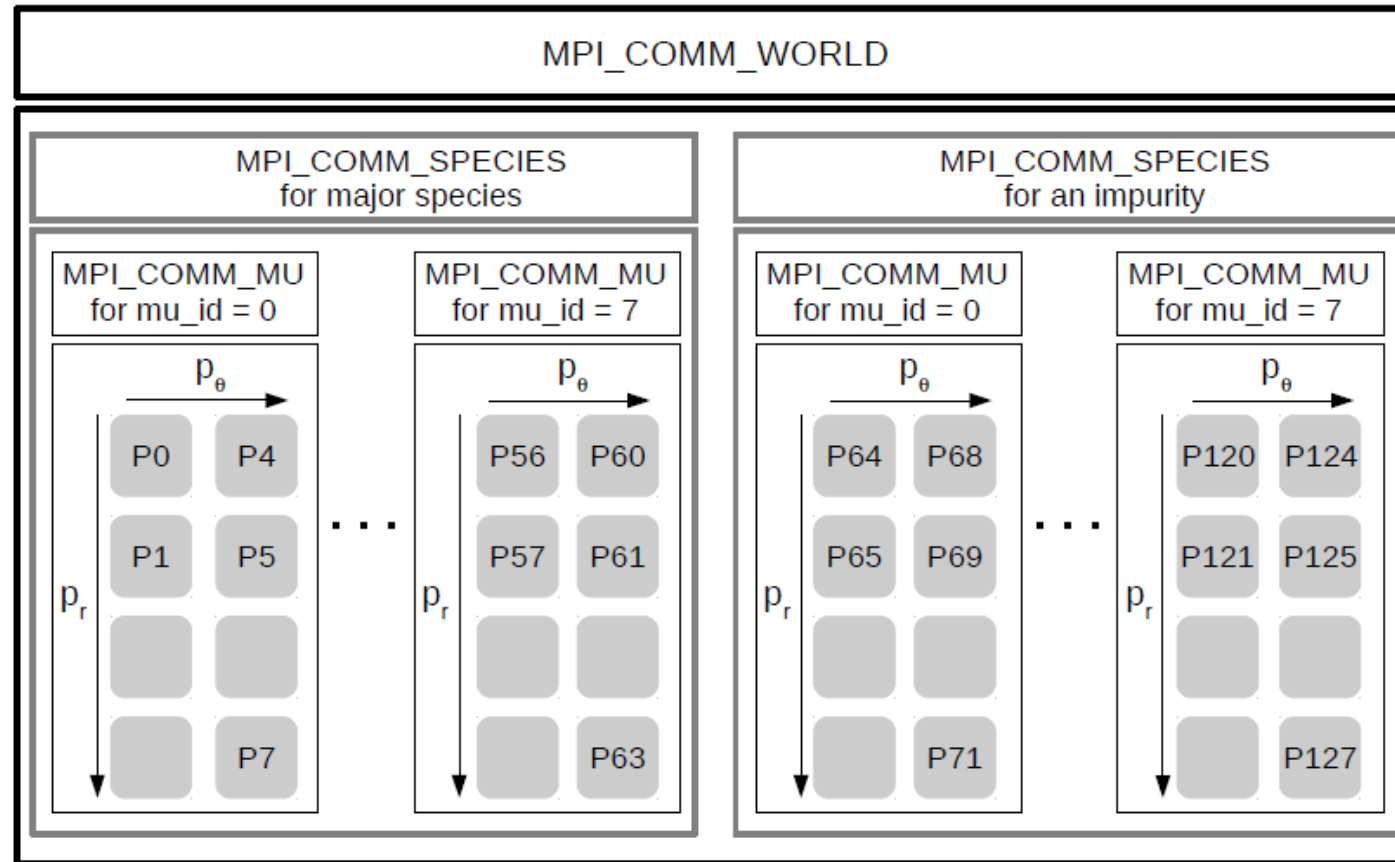 MPI_COMM_WORLD
MPI_COMM_SPECIES
for major species
MPI_COMM_SPECIES
for an impurity
MPI_COMM_MU
for mu_id = 0
MPI_COMM_MU
for mu_id = 7
MPI_COMM_MU
for mu_id = 0
MPI_COMM_MU
for mu_id = 7
pθ
pr
P0 P4
P1 P5
P7
. . .
pθ
pr
P56 P60
P57 P61
P63
pθ
pr
P64 P68
P65 P69
P71
. . .
pθ
pr
P120 P124
P121 P125
P127